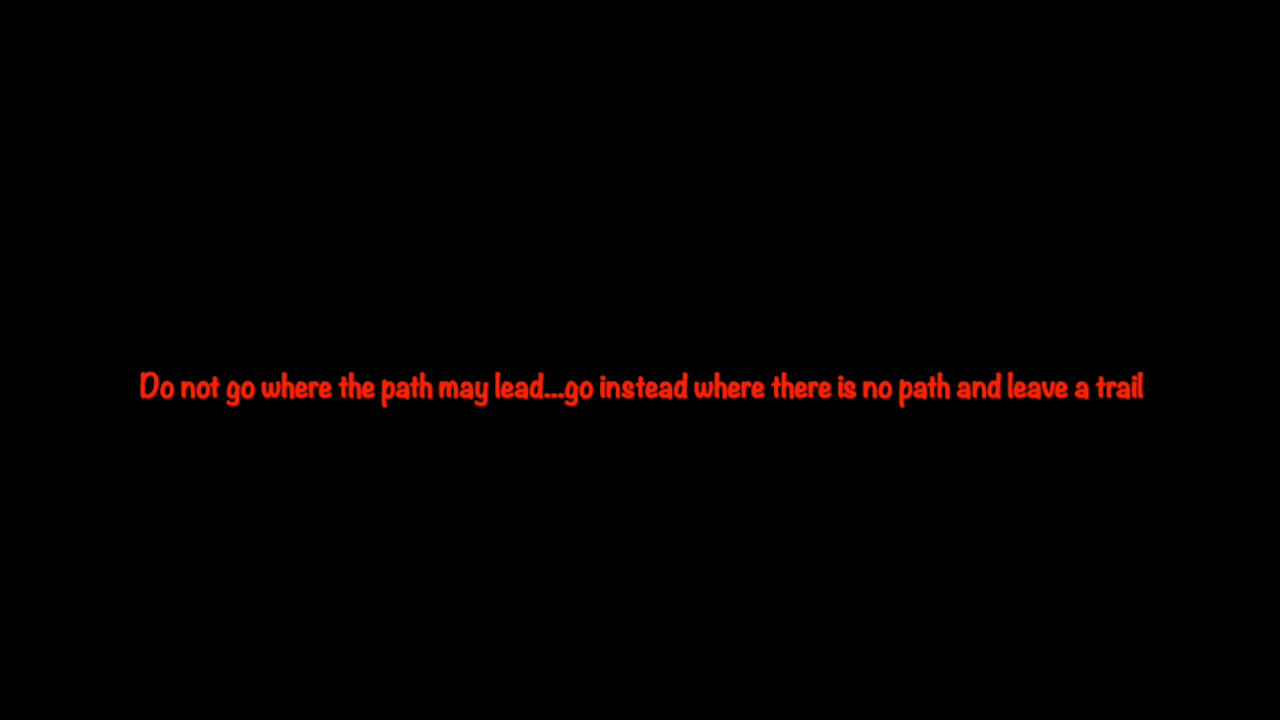 Do not go where the path may lead...go instead where there is no path and leave a trail